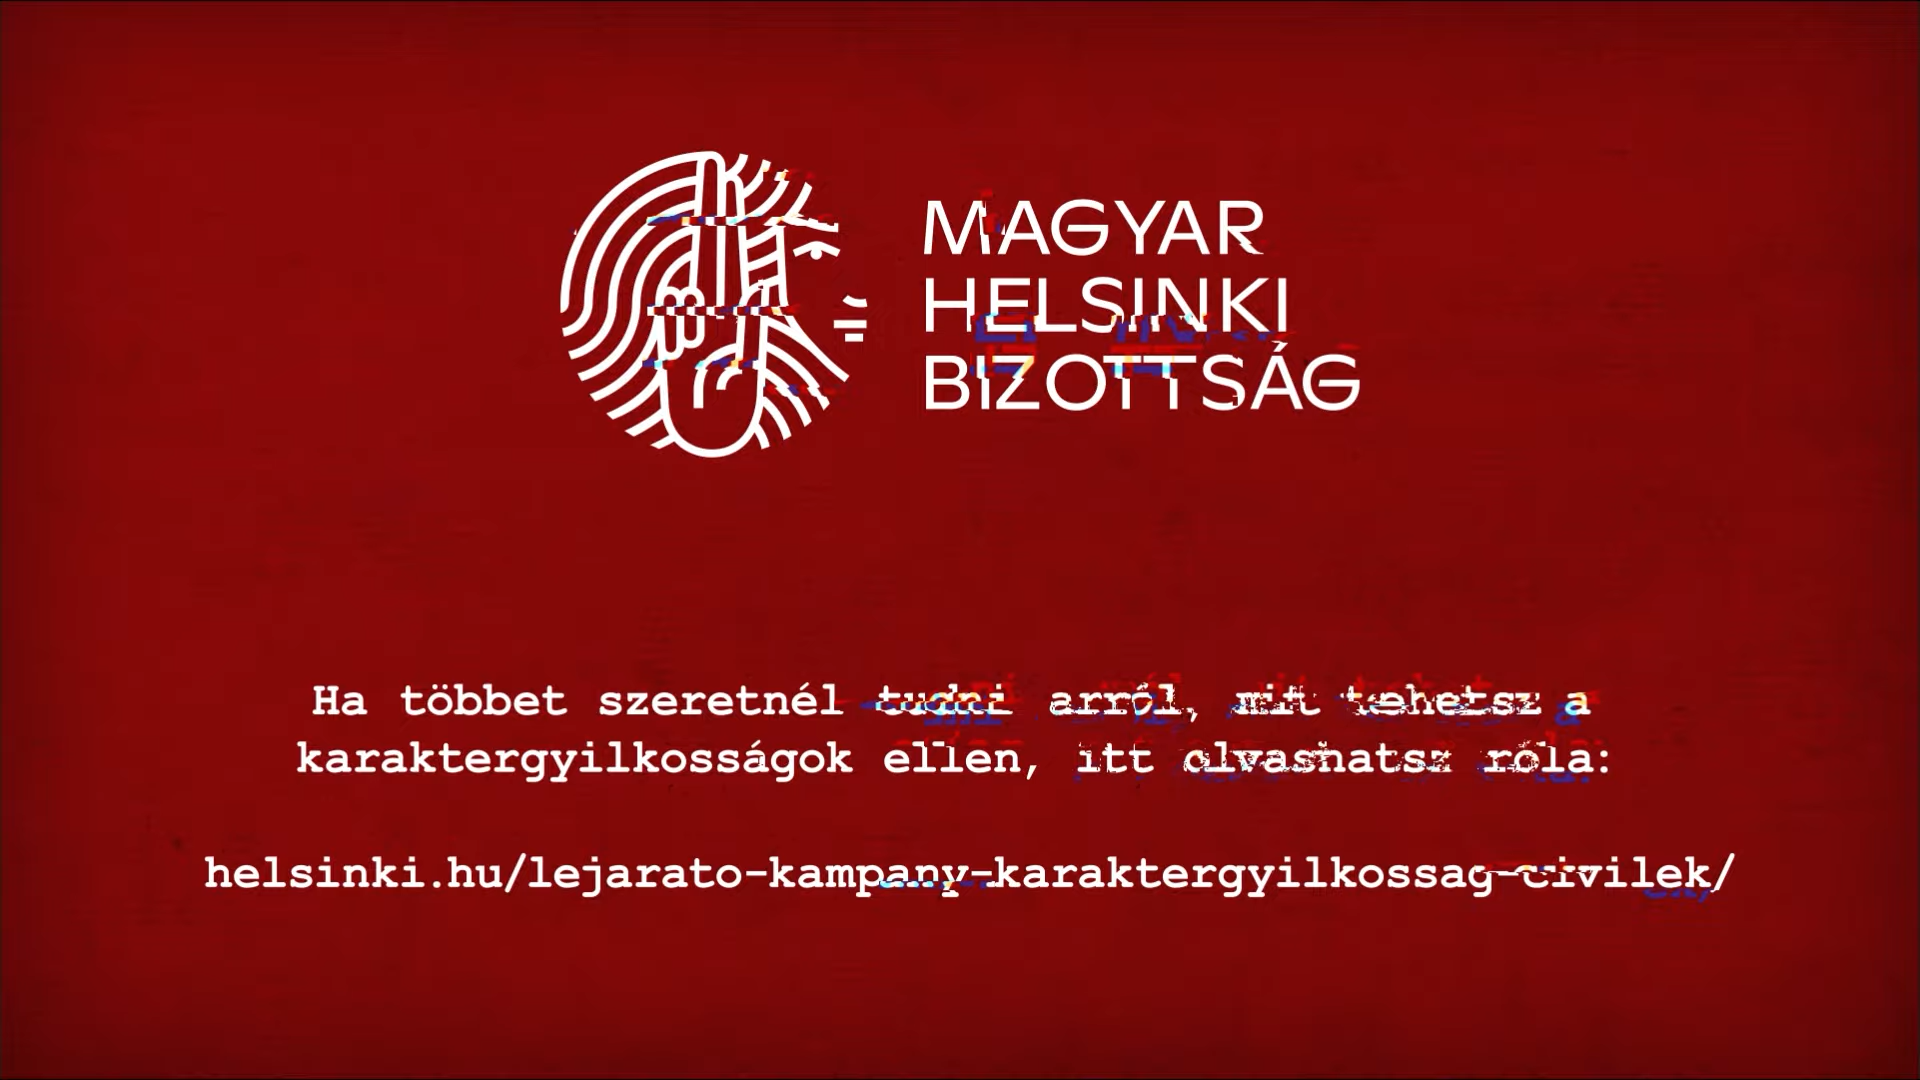 MAGYAR
HELSINKI
BIZOTTSÁG
Ha többet szeretnél tudni arról, mit tehetsz a
karaktergyilkosságok ellen, itt olvashatsz róla:
helsinki.hu/lejarato-kampany-karaktergyilkossag-civilek/